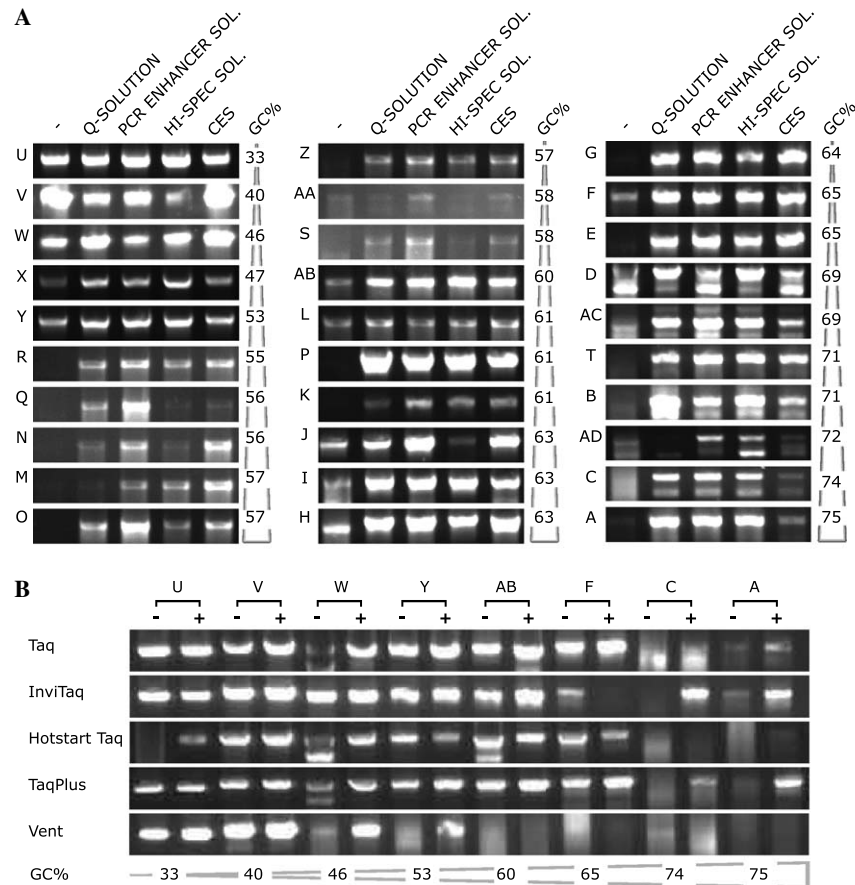 A
- Q-SOLUTION PCR ENHANCER SOL. HI-SPEC SOL. CES GC%
U 33
V 40
W 46
X 47
Y 53
R 55
Q 56
N 56
M 57
O 57
- Q-SOLUTION PCR ENHANCER SOL. HI-SPEC SOL. CES GC%
Z 57
AA 58
S 58
AB 60
L 61
P 61
K 61
J 63
I 63
H 63
- Q-SOLUTION PCR ENHANCER SOL. HI-SPEC SOL. CES GC%
G 64
F 65
E 65
D 69
AC 69
T 71
B 71
AD 72
C 74
A 75
B
U V W Y AB F C A
- + - + - + - + - + - + - + - +
Taq
InviTaq
Hotstart Taq
TaqPlus
Vent
GC% 33 40 46 53 60 65 74 75